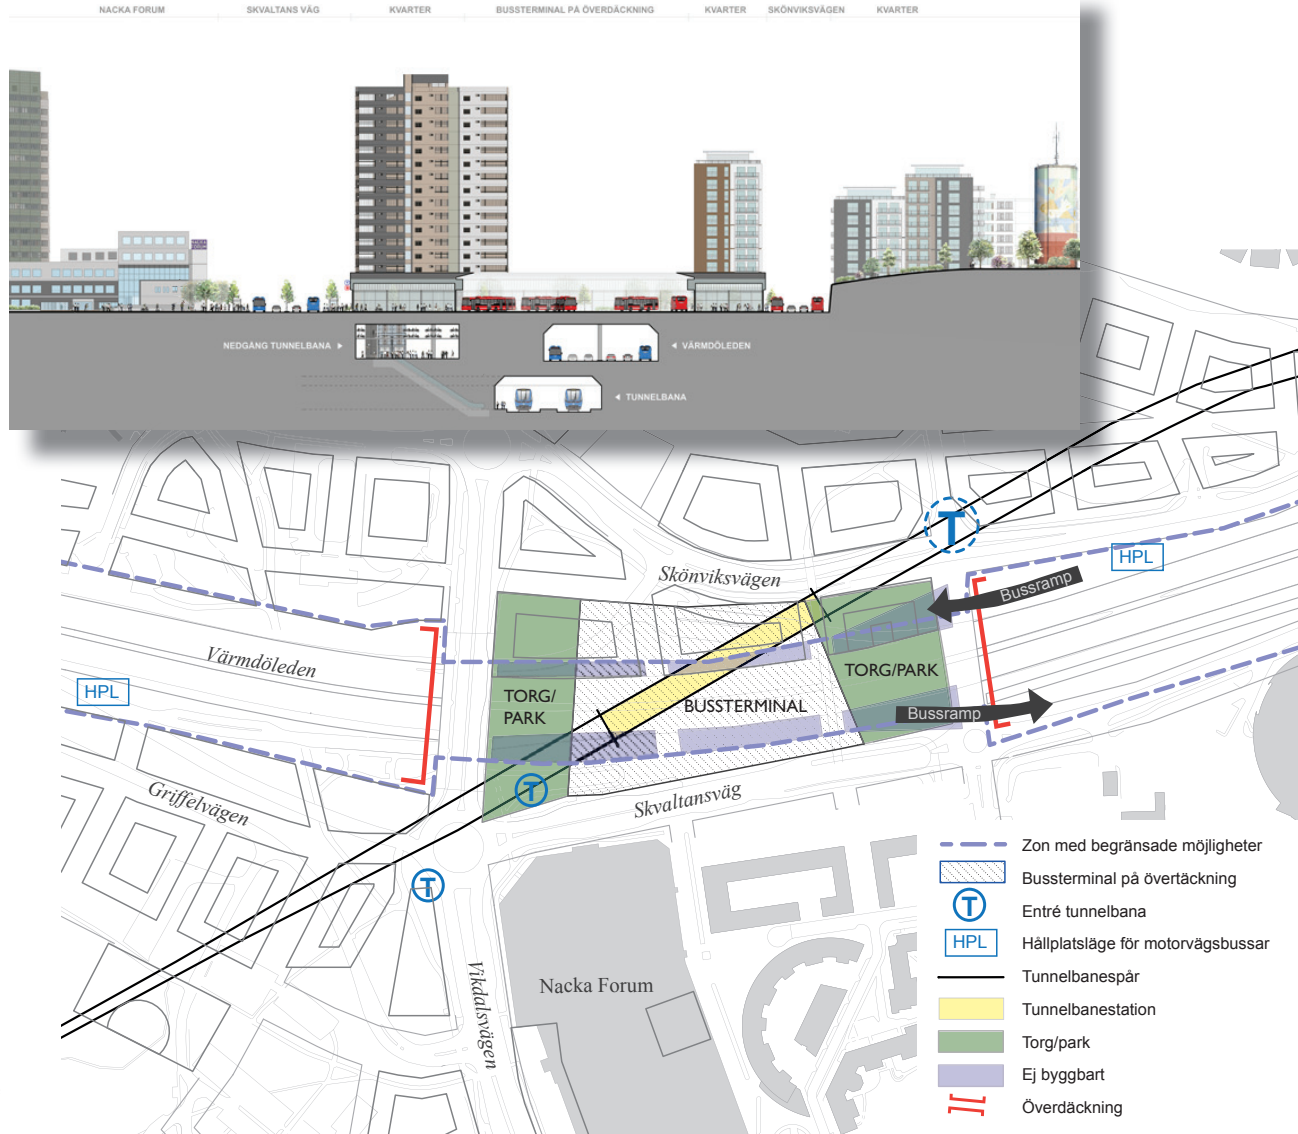 NACKA FORUM
SKVALTANS VÄG
KVARTER
BUSSTERMINAL PÅ ÖVERDÄCKNING
KVARTER
SKÖNVIKSVÄGEN
KVARTER
NEDGÅNG TUNNELBANA
VÄRMDÖLEDEN
TUNNELBANA
T
HPL
Skönviksvägen
Bussramp
Värmdöleden
HPL
TORG/
PARK
TORG/PARK
BUSSTERMINAL
Bussramp
T
Skvaltansväg
Griffelvägen
T
Vikdalsvägen
Nacka Forum
Zon med begränsade möjligheter
Bussterminal på övertäckning
T
Entré tunnelbana
HPL
Hållplatsläge för motorvägsbussar
Tunnelbanespår
Tunnelbanestation
Torg/park
Ej byggbart
Överdäckning